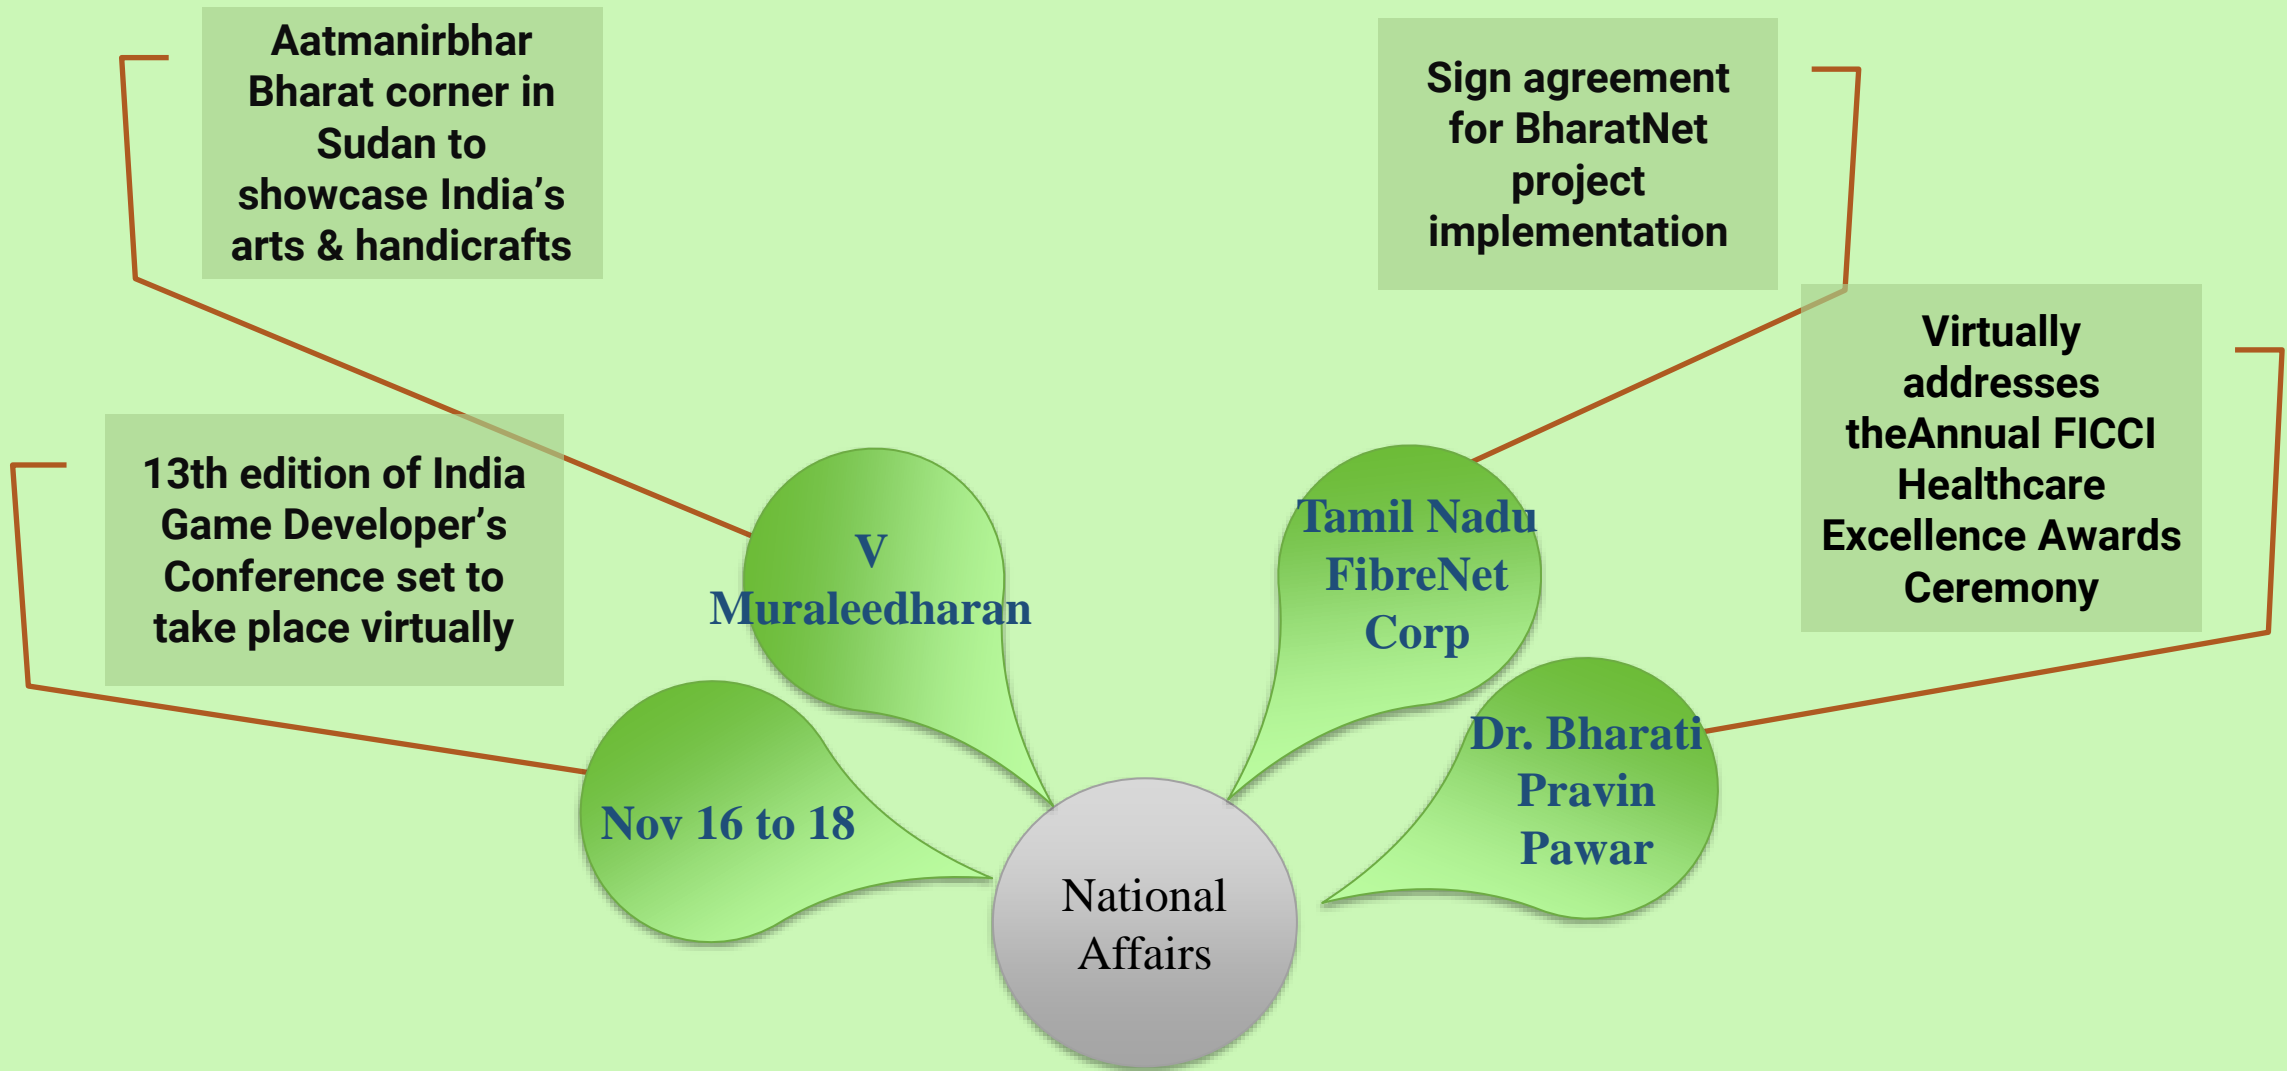 Aatmanirbhar
Bharat corner in
Sudan to
showcase India’s
arts & handicrafts
Sign agreement
for BharatNet
project
implementation
Virtually
addresses
theAnnual FICCI
Healthcare
Excellence Awards
Ceremony
13th edition of India
Game Developer’s
Conference set to
take place virtually
V
Muraleedharan
Tamil Nadu
FibreNet
Corp
Dr. Bharati
Pravin
Pawar
Nov 16 to 18
National
Affairs